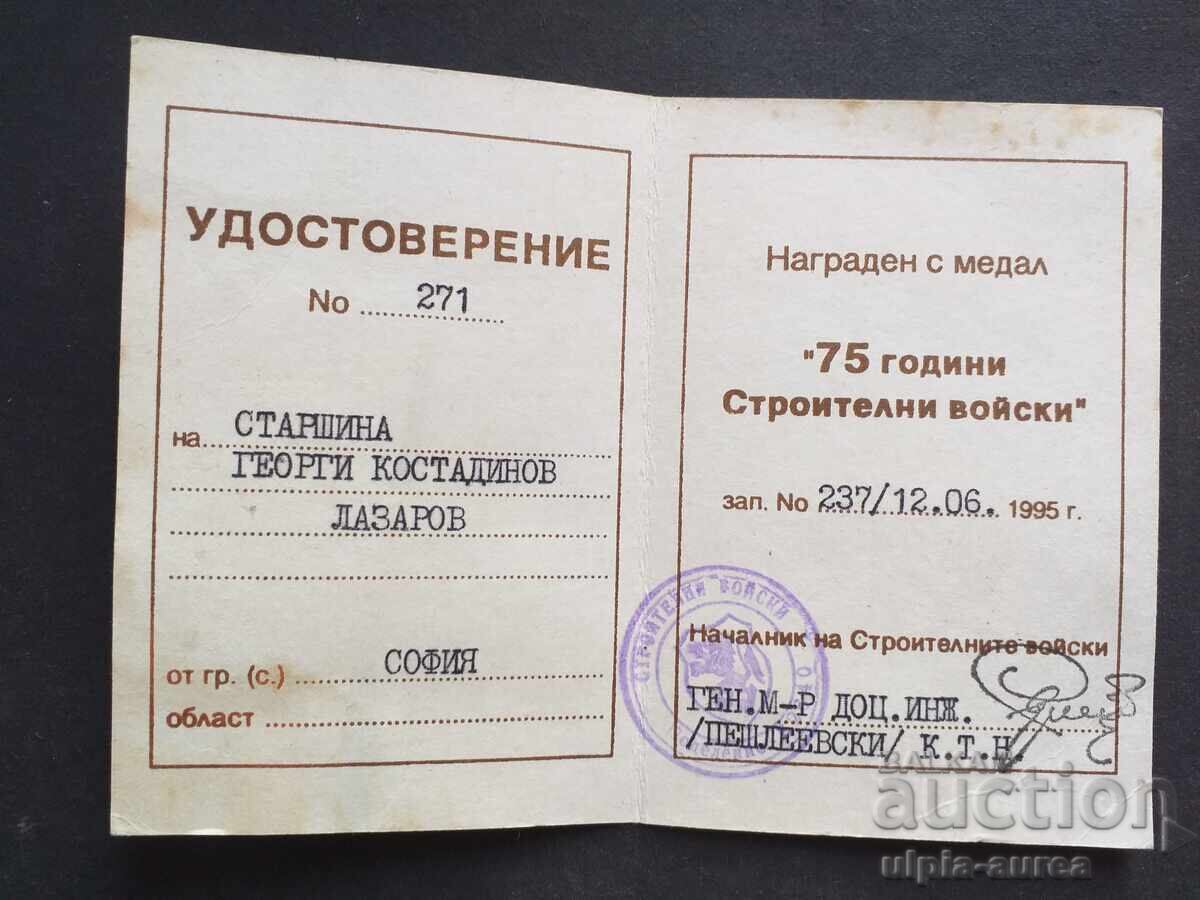 УДОСТОВЕРЕНИЕ
No 271
на СТАРШИНА
ГЕОРГИ КОСТАДИНОВ
ЛАЗАРОВ
от гр. (с.) СОФИЯ
област
Награден с медал
"75 години
Строителни войски"
зап. No 237/12.06. 1995 г.
Началник на Строителните войски
ГЕН.М-Р ДОЦ.ИНЖ.
/ПЕШЛЕЕВСКИ/ К.Т.Н.
СТРОИТЕЛНИ ВОЙСКИ
BALKAN
auction
ulpia-aurea